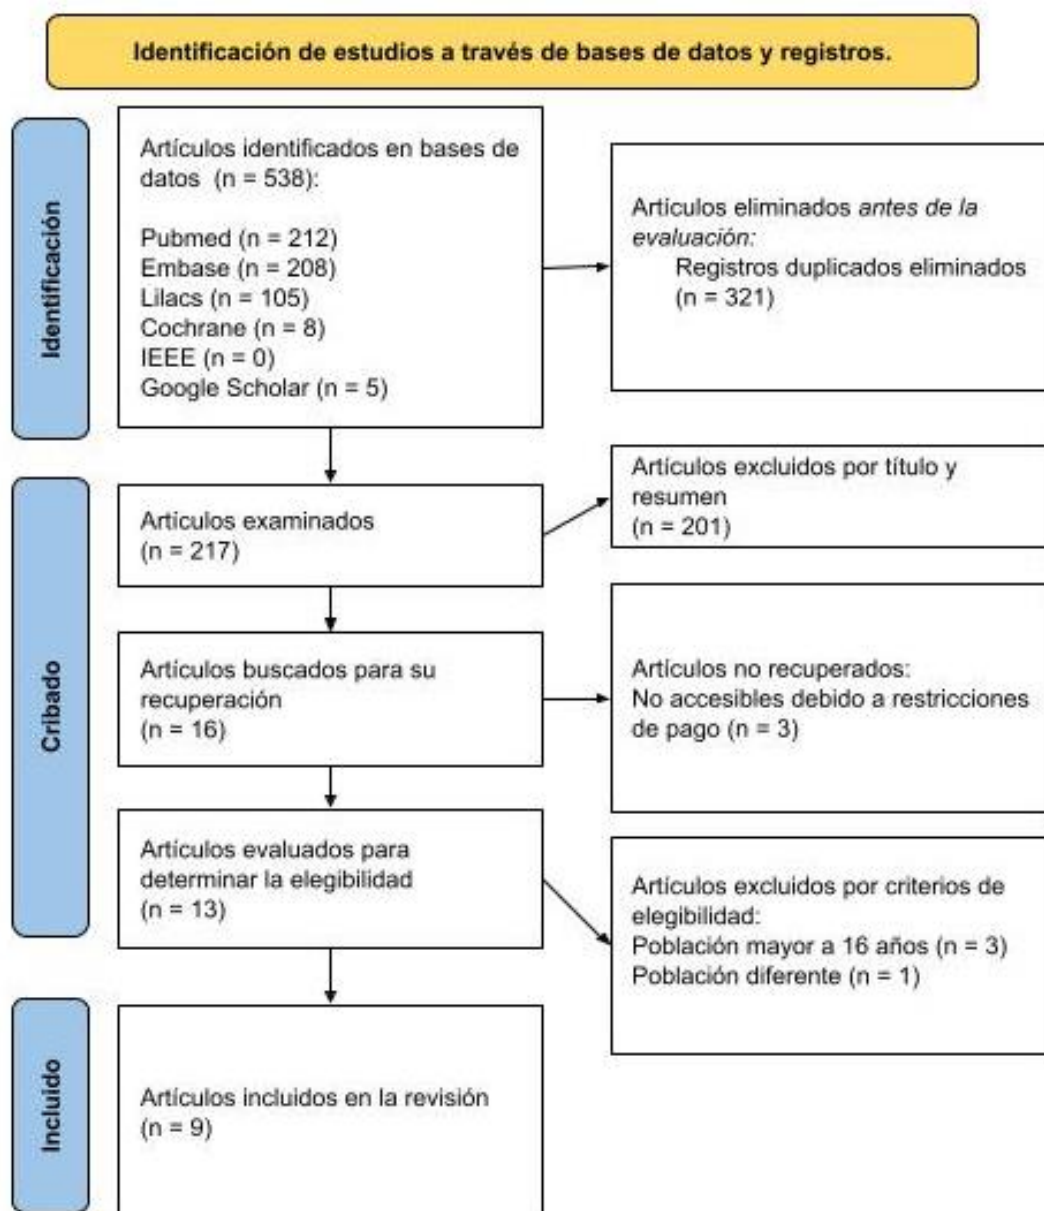 Identificación de estudios a través de bases de datos y registros.
Identificación
Artículos identificados en bases de
datos (n = 538):
Pubmed (n = 212)
Embase (n = 208)
Lilacs (n = 105)
Cochrane (n = 8)
IEEE (n = 0)
Google Scholar (n = 5)
Artículos eliminados antes de la
evaluación:
Registros duplicados eliminados
(n = 321)
Cribado
Articulos examinados
(n = 217)
Artículos excluidos por título y
resumen
(n = 201)
Artículos buscados para su
recuperación
(n = 16)
Artículos no recuperados:
No accesibles debido a restricciones
de pago (n = 3)
Artículos evaluados para
determinar la elegibilidad
(n = 13)
Artículos excluidos por criterios de
elegibilidad:
Población mayor a 16 años (n = 3)
Población diferente (n = 1)
Incluido
Artículos incluidos en la revisión
(n = 9)